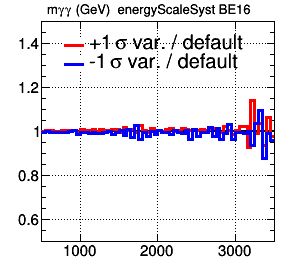 mγγ (GeV) energyScaleSyst BE16
+1 σ var. / default
-1 σ var. / default
1.4
1.2
1
0.8
0.6
1000 2000 3000